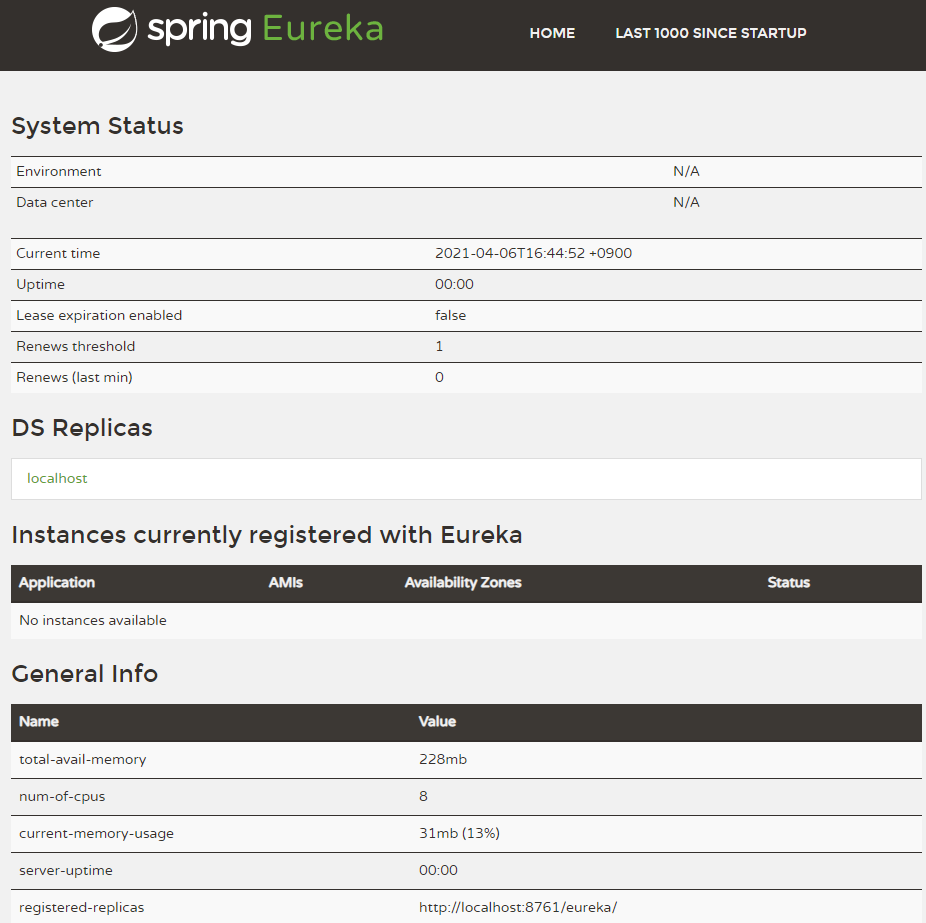 spring Eureka
HOME LAST 1000 SINCE STARTUP
System Status
Environment N/A
Data center N/A
Current time 2021-04-06T16:44:52 +0900
Uptime 00:00
Lease expiration enabled false
Renews threshold 1
Renews (last min) 0
DS Replicas
localhost
Instances currently registered with Eureka
Application AMIs Availability Zones Status
No instances available
General Info
Name Value
total-avail-memory 228mb
num-of-cpus 8
current-memory-usage 31mb (13%)
server-uptime 00:00
registered-replicas http://localhost:8761/eureka/